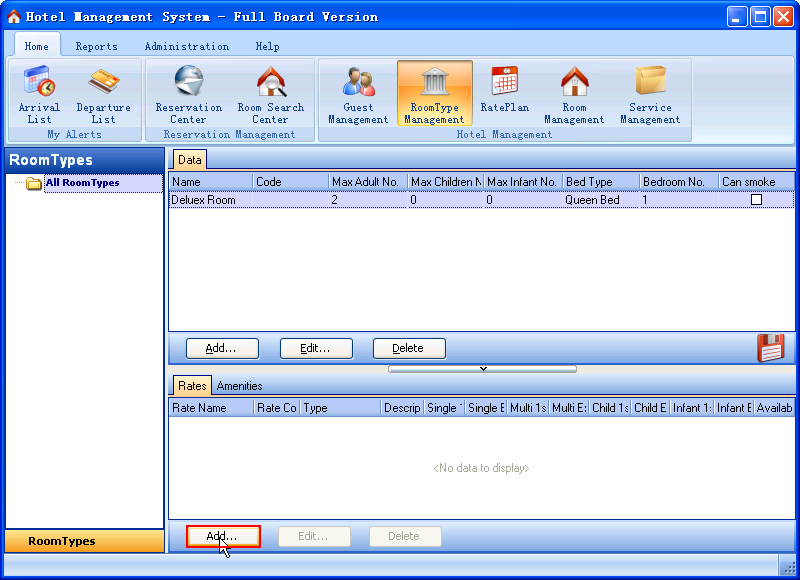 Hotel Management System - Full Board Version
Home Reports Administration Help
Arrival List
Departure List
My Alerts
Reservation Center
Room Search Center
Reservation Management
Guest Management
RoomType Management
RatePlan
Room Management
Service Management
Hotel Management
RoomTypes
All RoomTypes
RoomTypes
Data
Name Code Max Adult No. Max Children N Max Infant No. Bed Type Bedroom No. Can smoke
Deluex Room 2 0 0 Queen Bed 1
Add... Edit... Delete
Rates Amenities
Rate Name Rate Co Type Descrip Single Single E Multi 1s Multi E: Child 1s Child E Infant 1: Infant E Availab
<No data to display>
Add... Edit... Delete